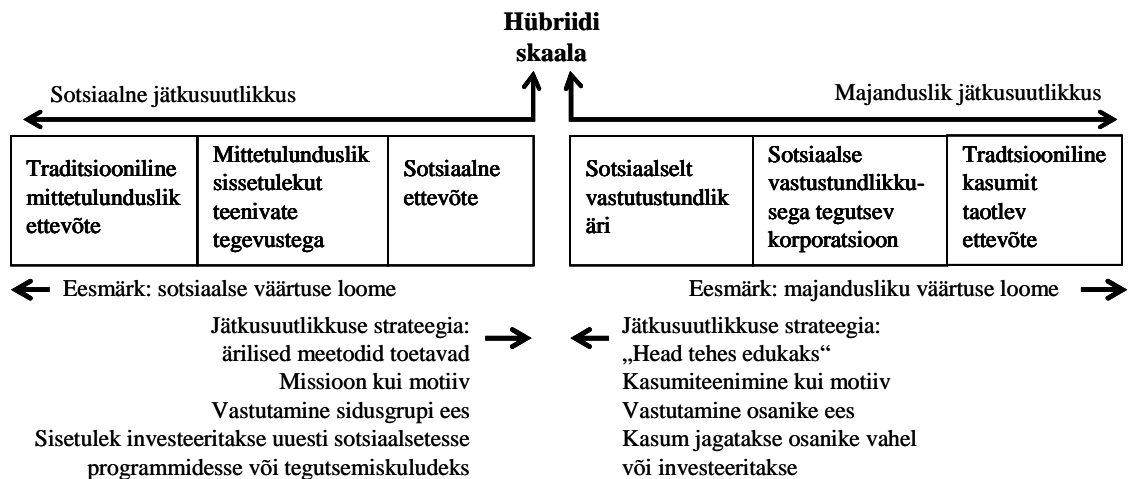 Hübriidi
skaala
Sotsiaalne jätkusuutlikkus
Majanduslik jätkusuutlikkus
Traditsiooniline
mittetulunduslik
ettevõte
Mittetulunduslik
sissetulekut
teenivate
tegevustega
Sotsiaalne
ettevõte
Sotsiaalselt
vastutustundlik
äri
Sotsiaalse
vastustundlikku-
sega tegutsev
korporatsioon
Tradtsiooniline
kasumit
taotlev
ettevõte
Eesmärk: sotsiaalse väärtuse loome
Eesmärk: majandusliku väärtuse loome
Jätkusuutlikkuse strateegia:
ärilised meetodid toetavad
Missioon kui motiiv
Vastutamine sidusgrupi ees
Sisetulek investeeritakse uuesti sotsiaalsetesse
programmidesse või tegutsemiskuludeks
Jätkusuutlikkuse strateegia:
„Head tehes edukaks“
Kasumiteenimine kui motiiv
Vastutamine osanike ees
Kasum jagatakse osanike vahel
või investeeritakse